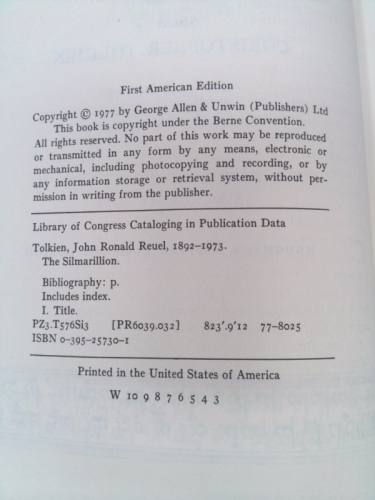 First American Edition
Copyright © 1977 by George Allen & Unwin (Publishers) Ltd
This book is copyright under the Berne Convention.
All rights reserved. No part of this work may be reproduced
or transmitted in any form by any means, electronic or
mechanical, including photocopying and recording, or by
any information storage or retrieval system, without per-
mission in writing from the publisher.
Library of Congress Cataloging in Publication Data
Tolkien, John Ronald Reuel, 1892-1973.
The Silmarillion.
Bibliography: p.
Includes index.
I. Title.
PZ3.T576Si3 [PR6039.032] 823'.9'12 77-8025
ISBN 0-395-25730-1
Printed in the United States of America
W 10 9 8 7 6 5 4 3